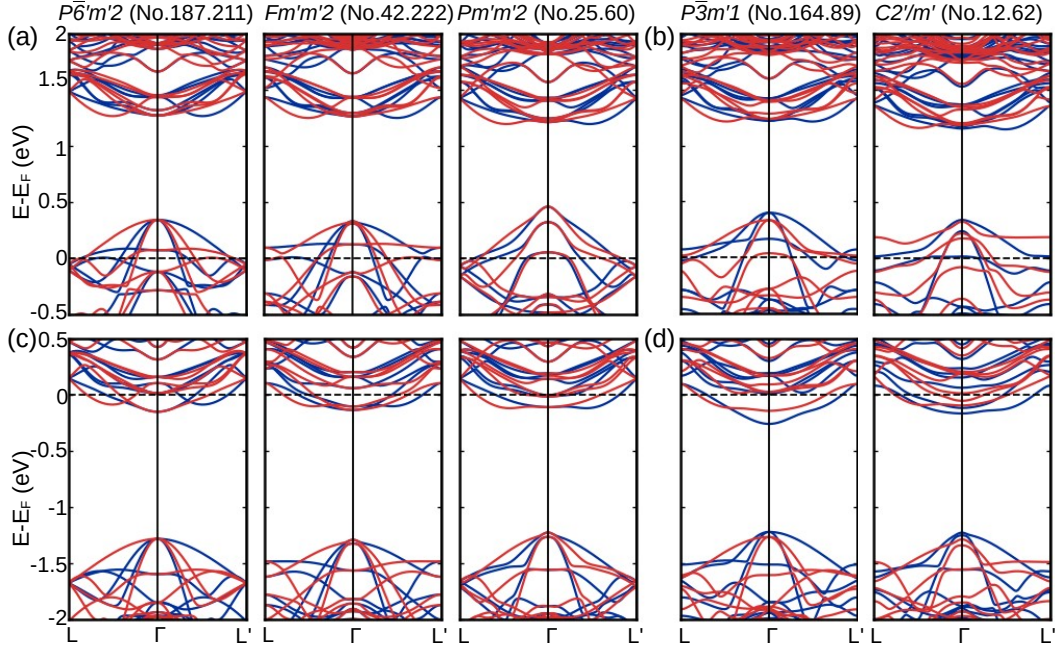 P6̅'m'2 (No.187.211) Fm'm'2 (No.42.222) Pm'm'2 (No.25.60) P3̅m'1 (No.164.89) C2'/m' (No.12.62)
(a) (b)
2
1.5
1
0.5
0
-0.5
E-E_F (eV)
(c) (d)
0.5
0
-0.5
-1
-1.5
-2
E-E_F (eV)
L Γ L' Γ L' Γ L' Γ L' Γ L'